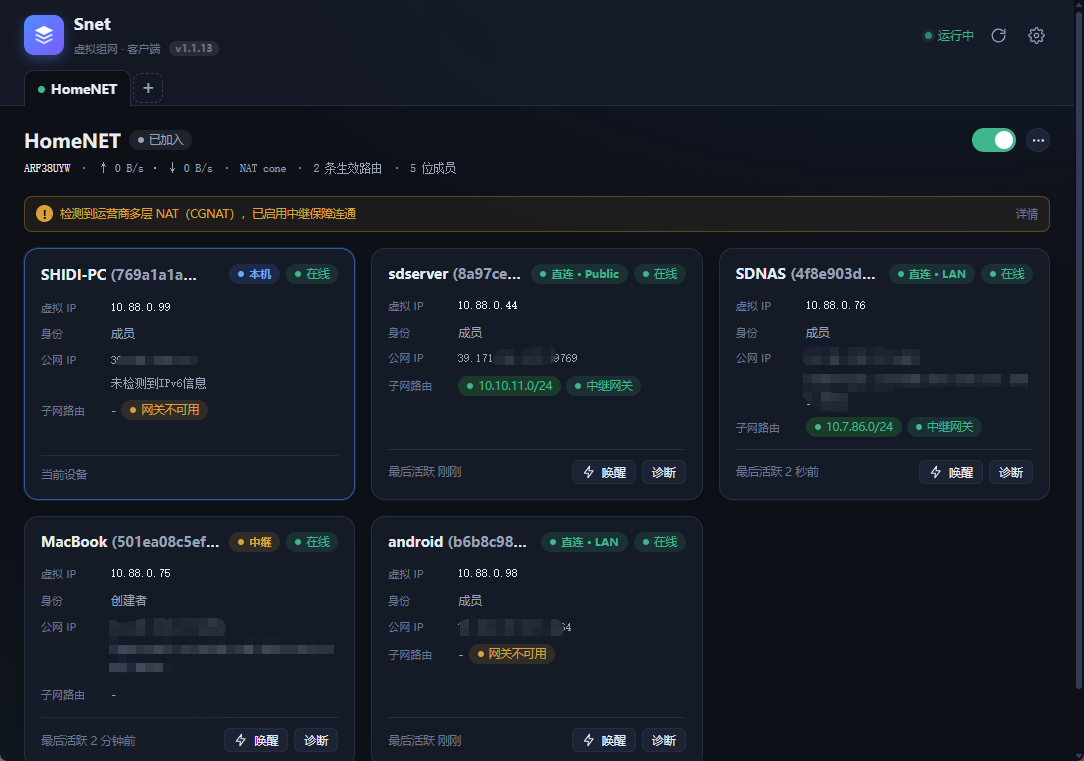 Snet
虚拟组网 · 客户端 v1.1.13
运行中
HomeNET
+
HomeNET 已加入
ARF38UYW · ↑ 0 B/s · ↓ 0 B/s · NAT cone · 2 条生效路由 · 5 位成员
检测到运营商多层 NAT（CGNAT），已启用中继保障连通 详情
SHIDI-PC (769a1a1a... 本机 在线
虚拟 IP 10.88.0.99
身份 成员
公网 IP
未检测到IPv6信息
子网路由 - 网关不可用
当前设备
sdserver (8a97ce... 直连 • Public 在线
虚拟 IP 10.88.0.44
身份 成员
公网 IP 39.171 9769
子网路由 10.10.11.0/24 中继网关
最后活跃 刚刚 唤醒 诊断
SDNAS (4f8e903d... 直连 • LAN 在线
虚拟 IP 10.88.0.76
身份 成员
公网 IP
-
子网路由 10.7.86.0/24 中继网关
最后活跃 2 秒前 唤醒 诊断
MacBook (501ea08c5ef... 中继 在线
虚拟 IP 10.88.0.75
身份 创建者
公网 IP
子网路由 -
最后活跃 2 分钟前 唤醒 诊断
android (b6b8c98... 直连 • LAN 在线
虚拟 IP 10.88.0.98
身份 成员
公网 IP
子网路由 - 网关不可用
最后活跃 刚刚 唤醒 诊断